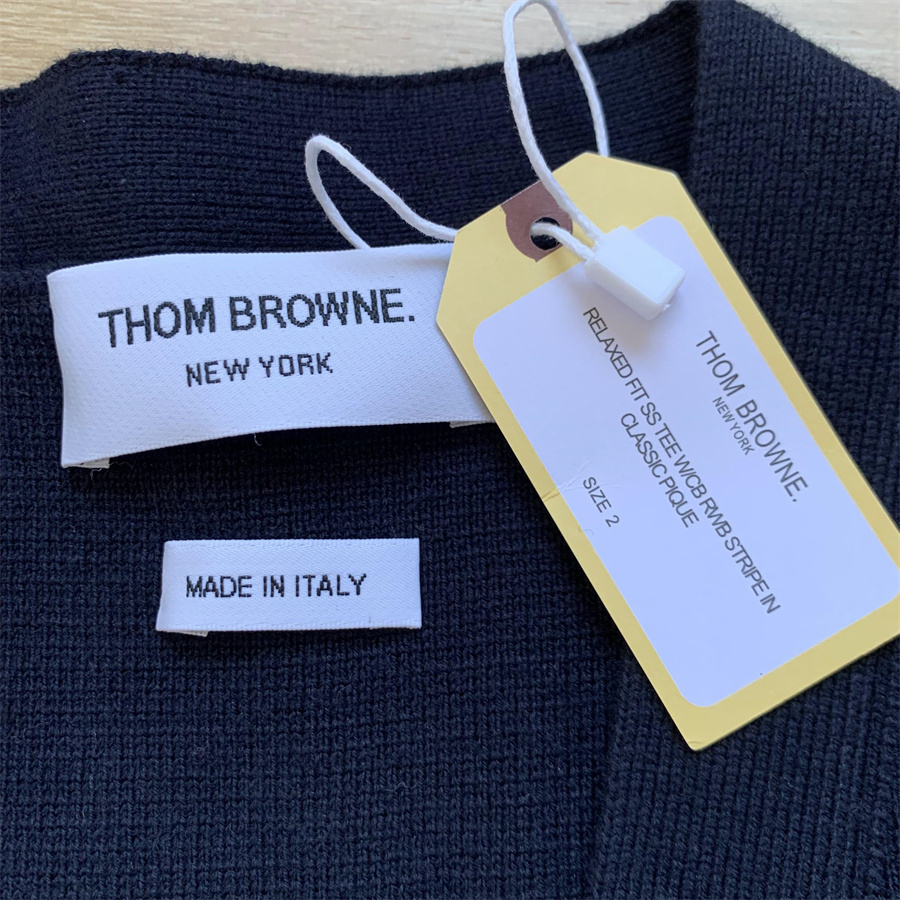 THOM BROWNE.
NEW YORK
MADE IN ITALY
THOM BROWNE.
NEW YORK
RELAXED FIT SS TEE W/CB RWB STRIPE IN
CLASSIC PIQUE
SIZE 2